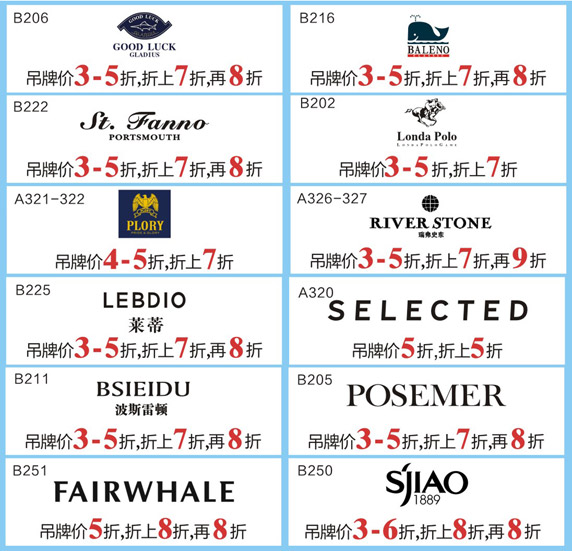 B206
GOOD LUCK
GLADIUS
吊牌价3-5折,折上7折,再8折
B216
BALENO
吊牌价3-5折,折上7折,再8折
B222
St. Fanno
PORTSMOUTH
吊牌价3-5折,折上7折,再8折
B202
Londa Polo
LONDAPOLOGAME
吊牌价3-5折,折上7折
A321-322
PLORY
吊牌价4-5折,折上7折
A326-327
RIVER STONE
瑞弗史东
吊牌价3-5折,折上7折,再9折
B225
LEBDIO
莱蒂
吊牌价3-5折,折上7折,再8折
A320
SELECTED
吊牌价5折,折上5折
B211
BSIEIDU
波斯雷顿
吊牌价3-5折,折上7折,再8折
B205
POSEMER
吊牌价3-5折,折上7折,再8折
B251
FAIRWHALE
吊牌价5折,折上8折,再8折
B250
SJIAO
1889
吊牌价3-6折,折上8折,再8折